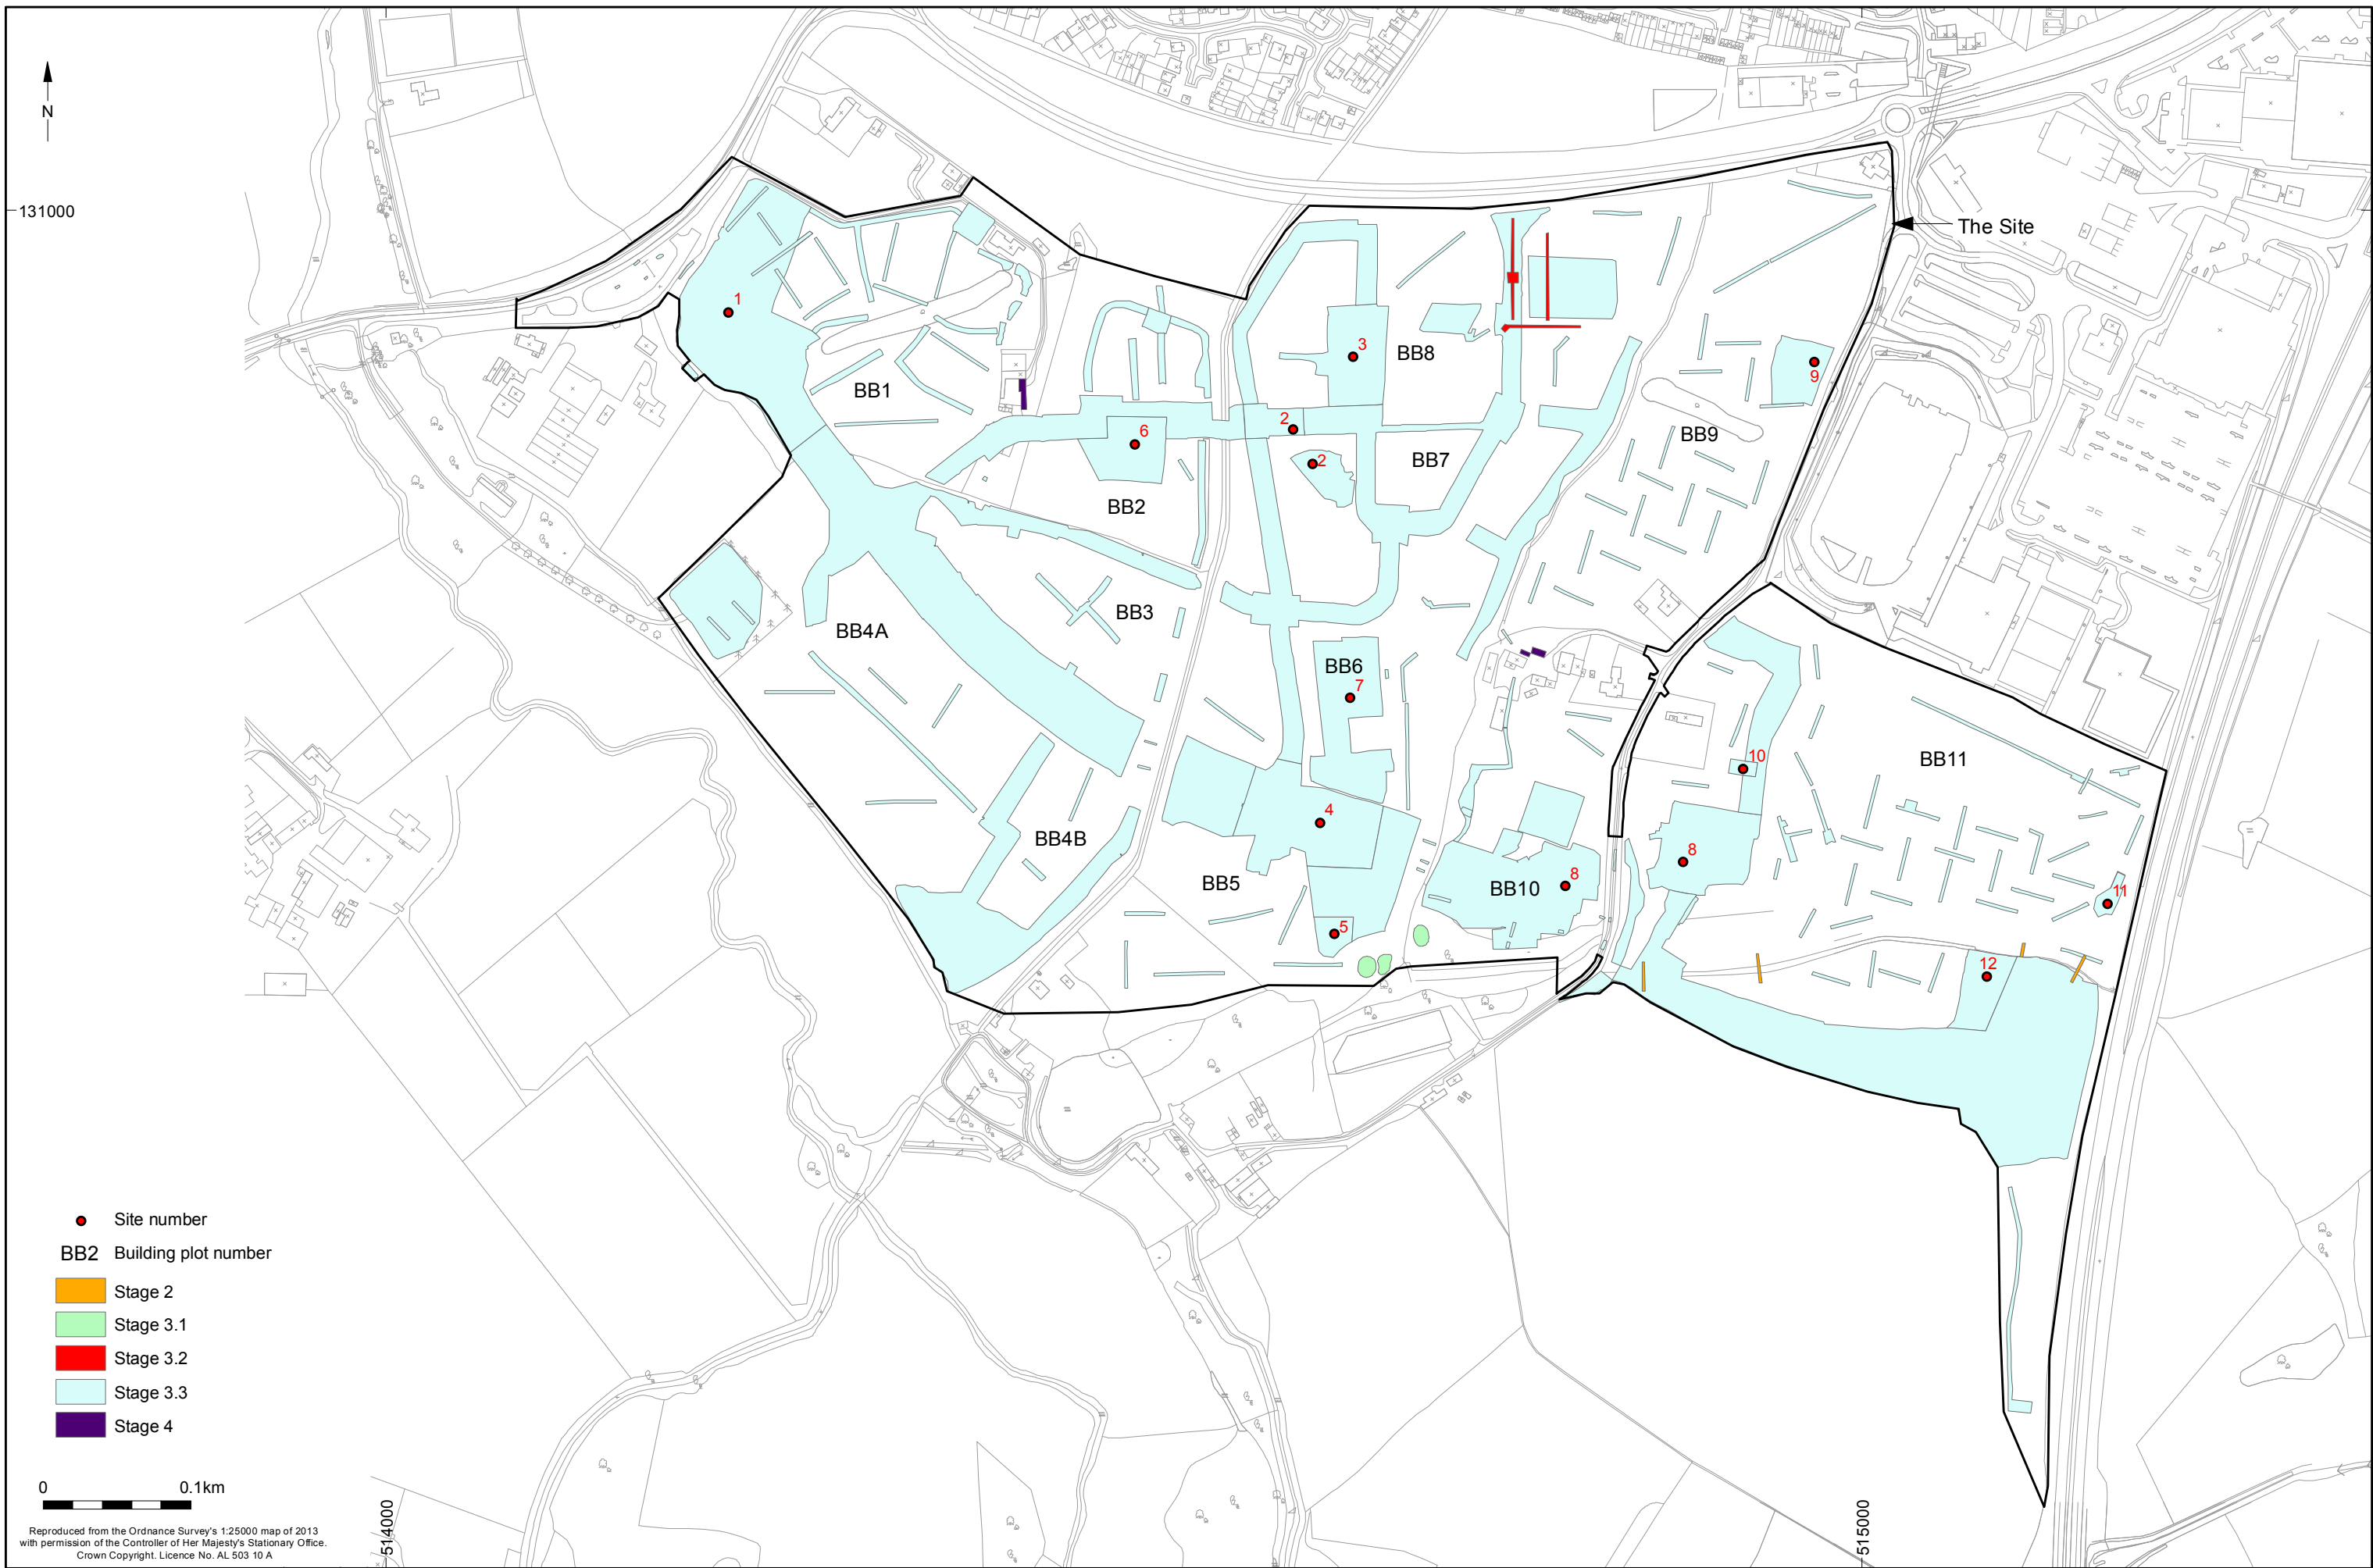 N
131000
The Site
1
3
BB8
9
BB1
6
2
BB9
2
BB7
BB2
BB3
BB4A
BB6
7
10
BB11
4
BB4B
8
BB5
BB10
8
11
5
12
Site number
BB2 Building plot number
Stage 2
Stage 3.1
Stage 3.2
Stage 3.3
Stage 4
0 0.1km
Reproduced from the Ordnance Survey's 1:25000 map of 2013
with permission of the Controller of Her Majesty's Stationary Office.
Crown Copyright. Licence No. AL 503 10 A
514000
515000